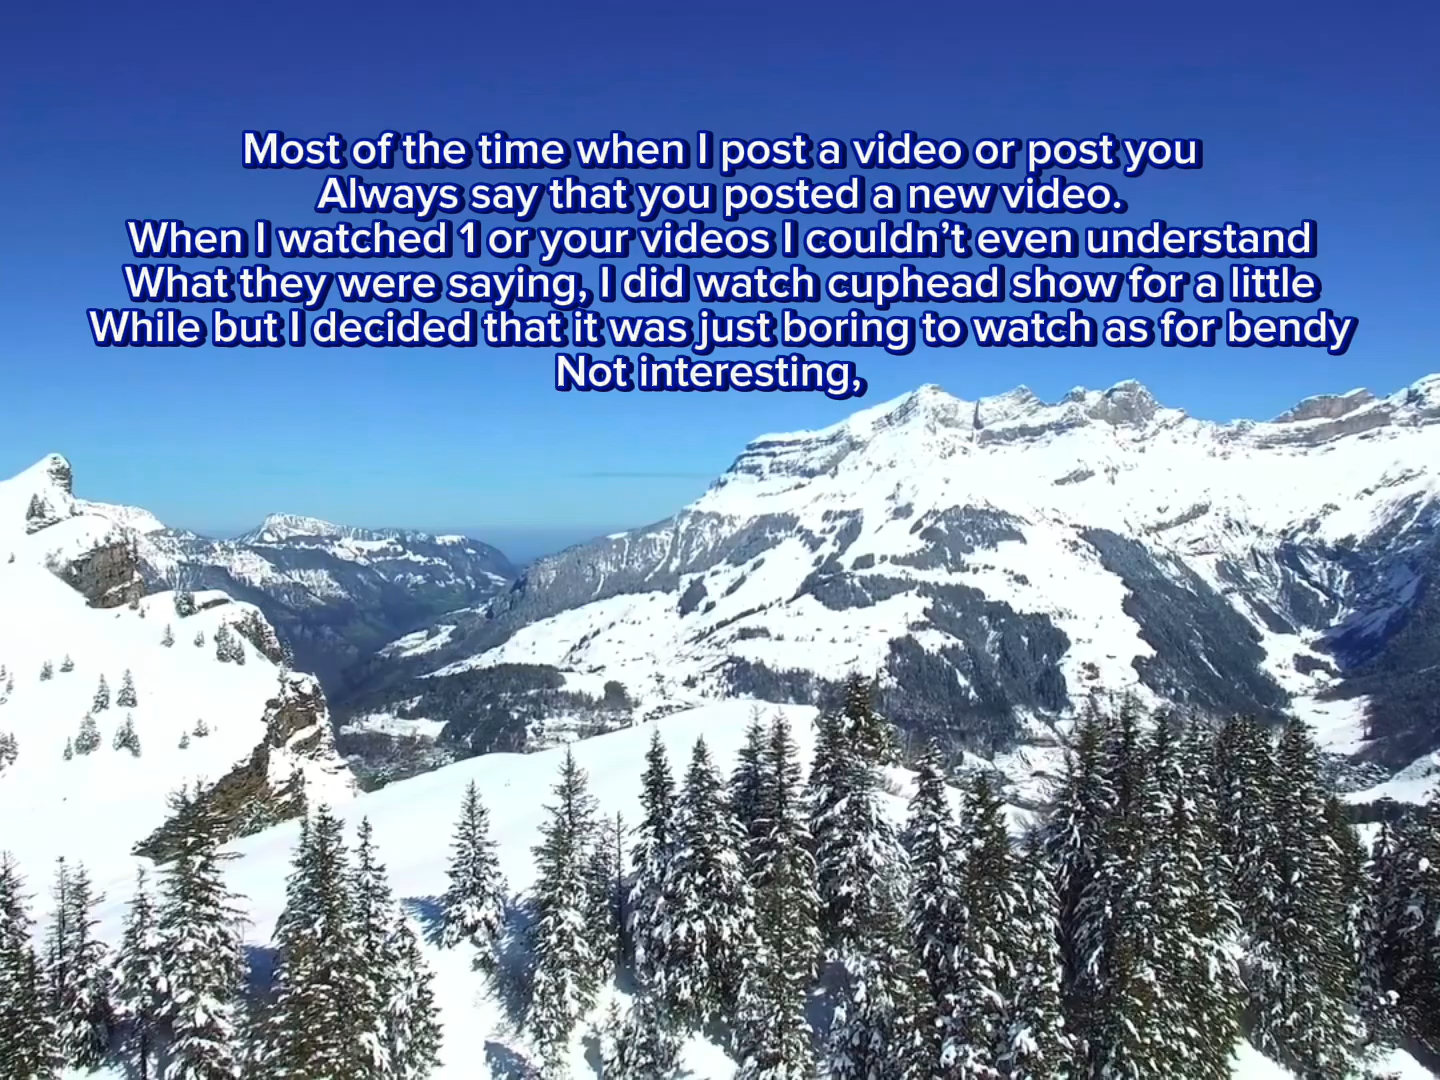 Most of the time when I post a video or post you
Always say that you posted a new video.
When I watched 1 or your videos I couldn’t even understand
What they were saying, I did watch cuphead show for a little
While but I decided that it was just boring to watch as for bendy
Not interesting,